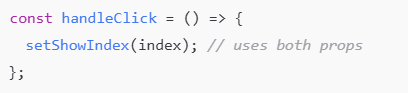 const handleClick = () => {
  setShowIndex(index); // uses both props
};